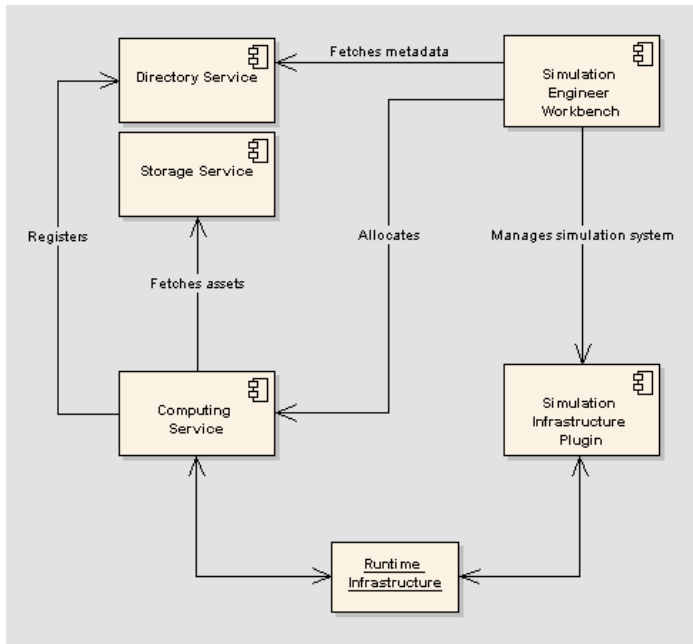 Fetches metadata
Directory Service
Simulation
Engineer
Workbench
Storage Service
Registers
Allocates
Manages simulation system
Fetches assets
Computing
Service
Simulation
Infrastructure
Plugin
Runtime
Infrastructure